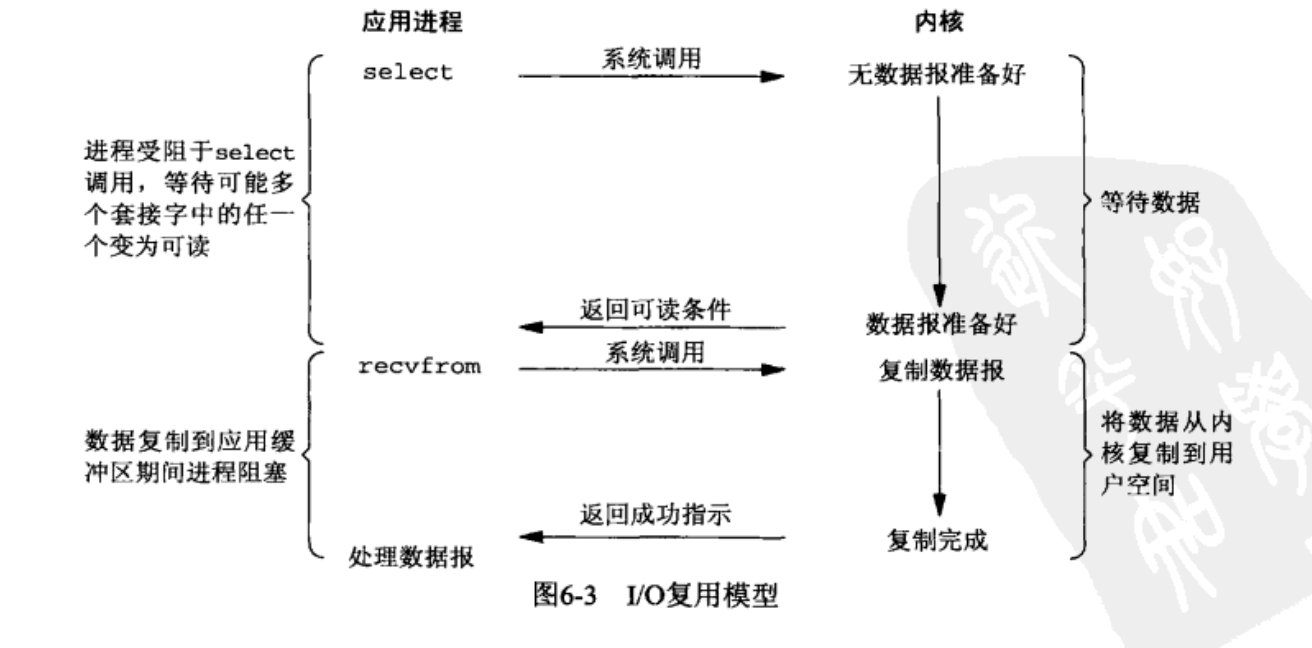 应用进程
内核
select
系统调用
无数据报准备好
进程受阻于select
调用，等待可能多
个套接字中的任一
个变为可读
等待数据
返回可读条件
数据报准备好
recvfrom
系统调用
复制数据报
数据复制到应用缓
冲区期间进程阻塞
将数据从内
核复制到用
户空间
返回成功指示
复制完成
处理数据报
图6-3 I/O复用模型